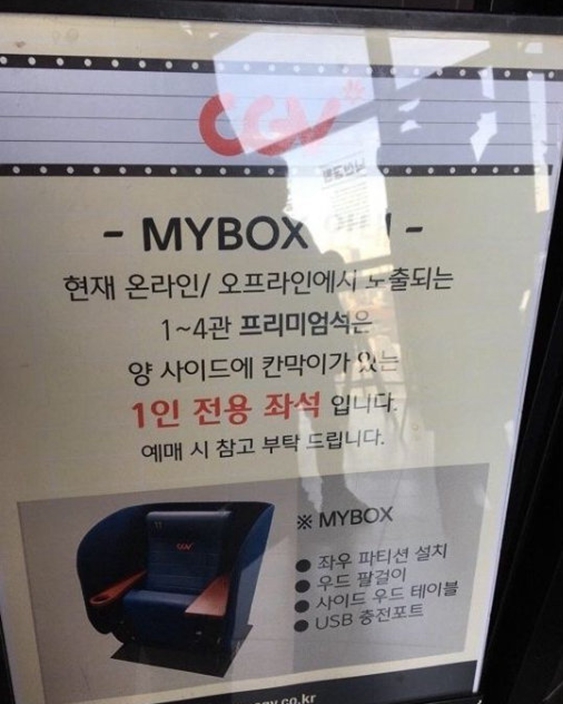 CGV
- MYBOX
현재 온라인/ 오프라인에서 노출되는
1~4관 프리미엄석은
양 사이드에 칸막이가 있는
1인 전용 좌석 입니다.
예매 시 참고 부탁 드립니다.
11
CGV
※ MYBOX
● 좌우 파티션 설치
● 우드 팔걸이
● 사이드 우드 테이블
● USB 충전포트
.co.kr